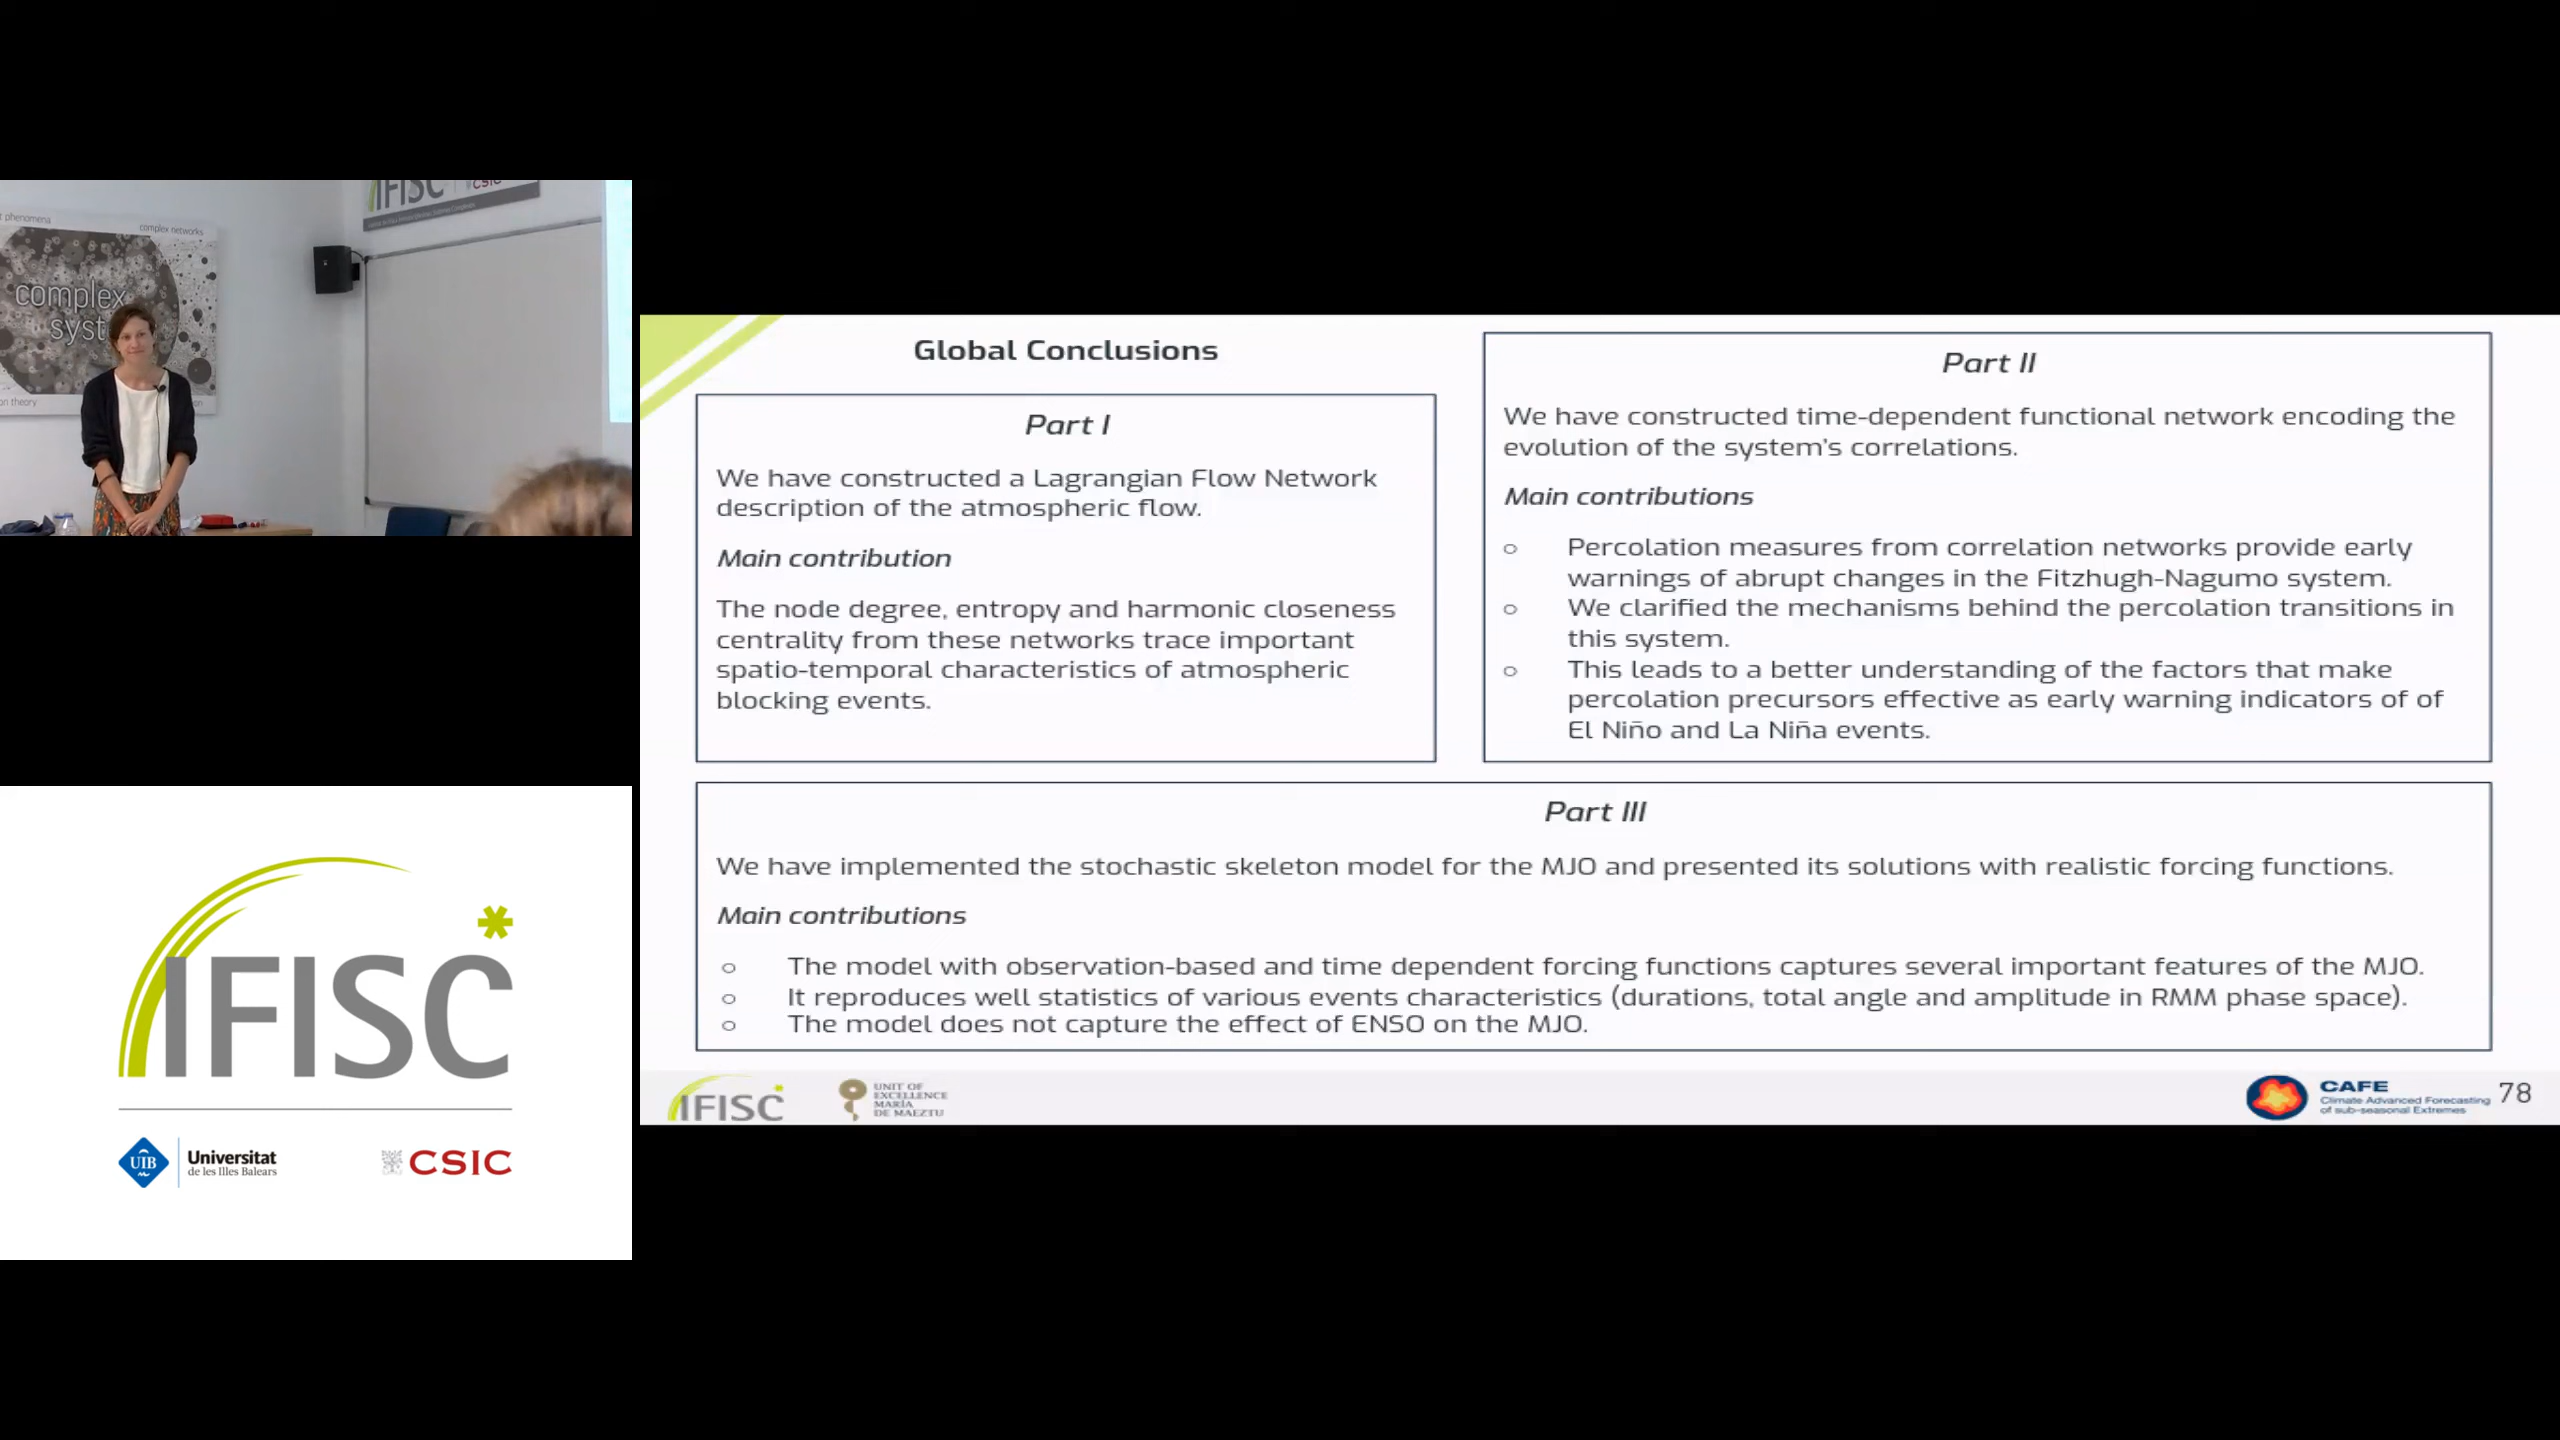 IFISC
CSIC
t phenomena
complex networks
complex
syst
on theory
Global Conclusions
Part I
We have constructed a Lagrangian Flow Network
description of the atmospheric flow.
Main contribution
The node degree, entropy and harmonic closeness
centrality from these networks trace important
spatio-temporal characteristics of atmospheric
blocking events.
Part II
We have constructed time-dependent functional network encoding the
evolution of the system's correlations.
Main contributions
○ Percolation measures from correlation networks provide early
warnings of abrupt changes in the Fitzhugh-Nagumo system.
○ We clarified the mechanisms behind the percolation transitions in
this system.
○ This leads to a better understanding of the factors that make
percolation precursors effective as early warning indicators of of
El Niño and La Niña events.
Part III
We have implemented the stochastic skeleton model for the MJO and presented its solutions with realistic forcing functions.
Main contributions
○ The model with observation-based and time dependent forcing functions captures several important features of the MJO.
○ It reproduces well statistics of various events characteristics (durations, total angle and amplitude in RMM phase space).
○ The model does not capture the effect of ENSO on the MJO.
IFISC
UNIT OF
EXCELLENCE
MARÍA
DE MAEZTU
CAFE
Climate Advanced Forecasting
of sub-seasonal Extremes
78
IFISC
UIB
Universitat
de les Illes Balears
CSIC